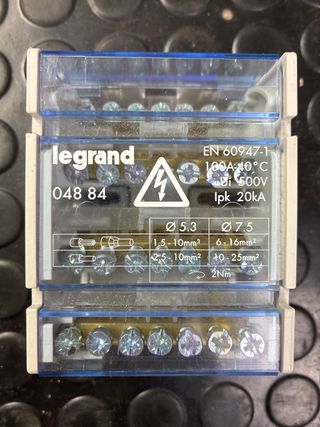 legrand
048 84
EN 60947-1
100A 40°C
Ui 500V
Ipk 20kA
Ø 5.3 Ø 7.5
1,5-10mm² 6-16mm²
2,5-10mm² 10-25mm²
2Nm